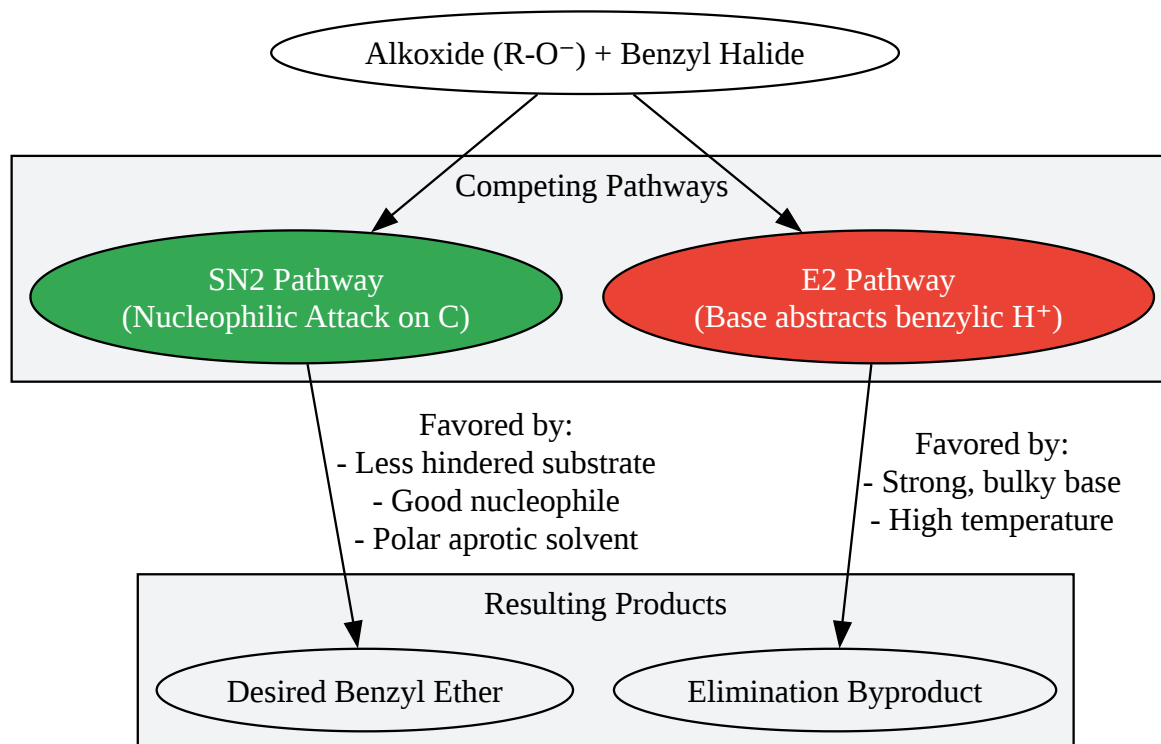 Alkoxide (R-O⁻) + Benzyl Halide
Competing Pathways
SN2 Pathway
(Nucleophilic Attack on C)
E2 Pathway
(Base abstracts benzylic H⁺)
Favored by:
- Less hindered substrate
- Good nucleophile
- Polar aprotic solvent
Favored by:
- Strong, bulky base
- High temperature
Resulting Products
Desired Benzyl Ether
Elimination Byproduct